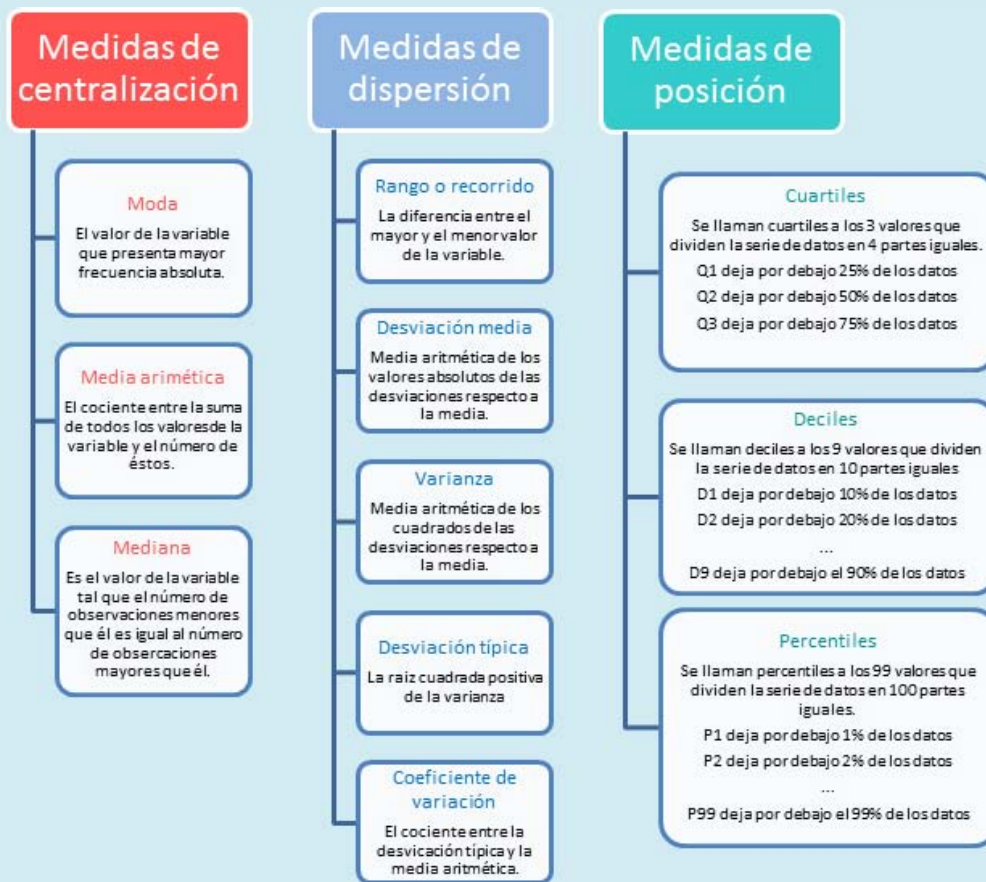 Medidas de
centralización
Moda
El valor de la variable
que presenta mayor
frecuencia absoluta.
Media arimética
El cociente entre la suma
de todos los valoresde la
variable y el número de
éstos.
Mediana
Es el valor de la variable
tal que el número de
observaciones menores
que él es igual al número
de obsercaciones
mayores que él.
Medidas de
dispersión
Rango o recorrido
La diferencia entre el
mayor y el menor valor
de la variable.
Desviación media
Media aritmética de los
valores absolutos de las
desviaciones respecto a
la media.
Varianza
Media aritmética de los
cuadrados de las
desviaciones respecto a
la media.
Desviación típica
La raiz cuadrada positiva
de la varianza
Coeficiente de
variación
El cociente entre la
desvicación típica y la
media aritmética.
Medidas de
posición
Cuartiles
Se llaman cuartiles a los 3 valores que
dividen la serie de datos en 4 partes iguales.
Q1 deja por debajo 25% de los datos
Q2 deja por debajo 50% de los datos
Q3 deja por debajo 75% de los datos
Deciles
Se llaman deciles a los 9 valores que dividen
la serie de datos en 10 partes iguales
D1 deja por debajo 10% de los datos
D2 deja por debajo 20% de los datos
...
D9 deja por debajo el 90% de los datos
Percentiles
Se llaman percentiles a los 99 valores que
dividen la serie de datos en 100 partes
iguales.
P1 deja por debajo 1% de los datos
P2 deja por debajo 2% de los datos
...
P99 deja por debajo el 99% de los datos